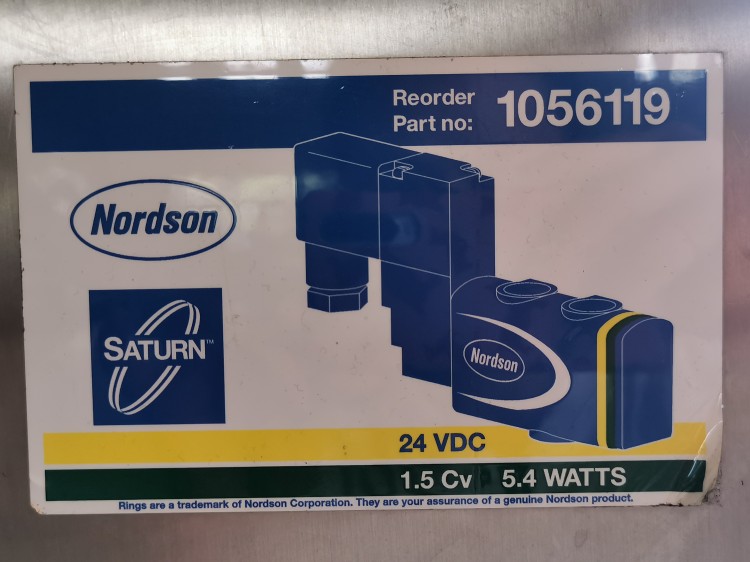 Reorder
Part no: 1056119
Nordson
SATURN™
Nordson
24 VDC
1.5 Cv 5.4 WATTS
Rings are a trademark of Nordson Corporation. They are your assurance of a genuine Nordson product.